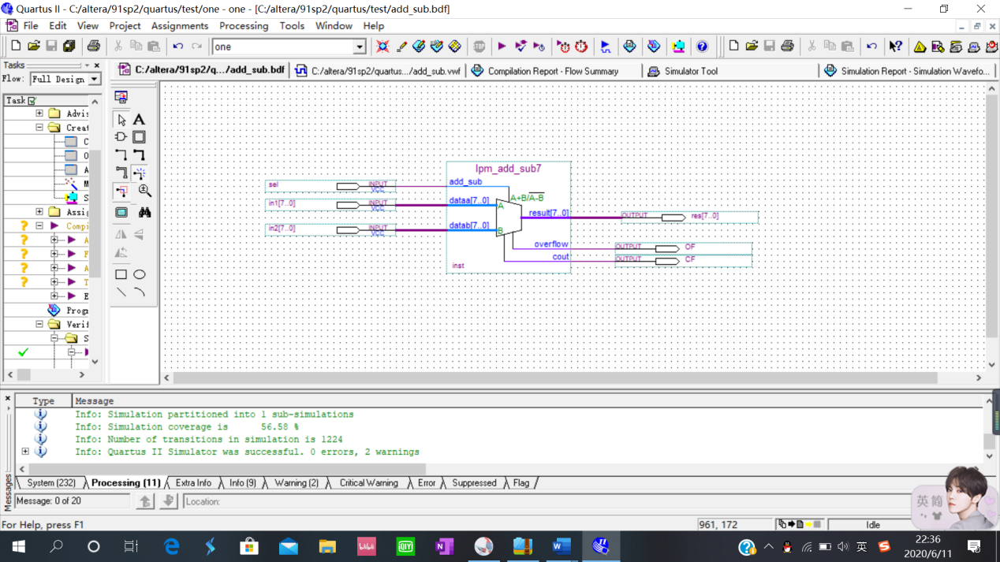 Quartus II - C:/altera/91sp2/quartus/test/one - one - [C:/altera/91sp2/quartus/test/add_sub.bdf]
File Edit View Project Assignments Processing Tools Window Help
one
Tasks
Flow: Full Design
C:/altera/91sp2/q.../add_sub.bdf
C:/altera/91sp2/quartus.../add_sub.vwf
Compilation Report - Flow Summary
Simulator Tool
Simulation Report - Simulation Wavefo...
Task
Advis
Creat
C
O
A
M
S
Assig
Compi
A
F
A
T
E
Progr
Verif
S
lpm_add_sub7
sel INPUT VCC
add_sub
A+B/A-B
in1[7..0] INPUT VCC
dataa[7..0]
A
result[7..0]
OUTPUT res[7..0]
in2[7..0] INPUT VCC
datab[7..0]
B
overflow
OUTPUT OF
cout
OUTPUT CF
inst
Type Message
Info: Simulation partitioned into 1 sub-simulations
Info: Simulation coverage is 56.58 %
Info: Number of transitions in simulation is 1224
Info: Quartus II Simulator was successful. 0 errors, 2 warnings
System (232) Processing (11) Extra Info Info (9) Warning (2) Critical Warning Error Suppressed Flag
Messages
Message: 0 of 20
Location:
英简
For Help, press F1
961, 172
Idle
英
22:36
2020/6/11